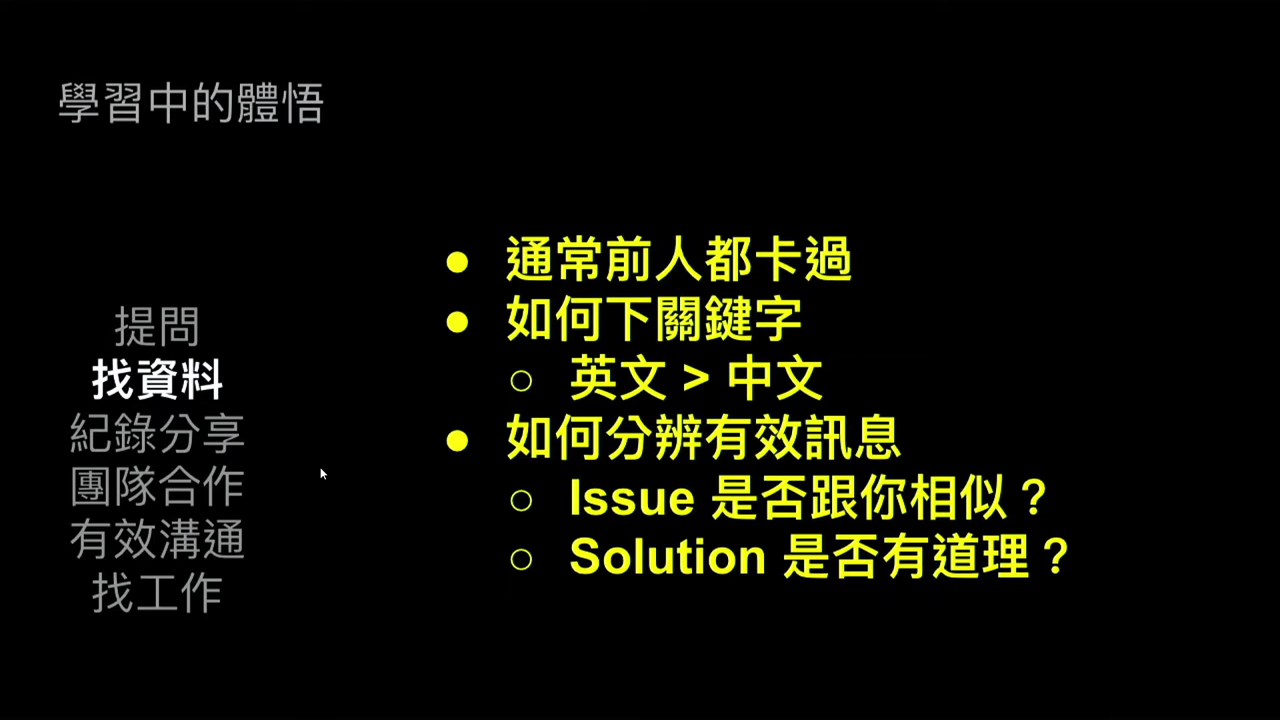 學習中的體悟
提問
找資料
紀錄分享
團隊合作
有效溝通
找工作
● 通常前人都卡過
● 如何下關鍵字
○ 英文 > 中文
● 如何分辨有效訊息
○ Issue 是否跟你相似？
○ Solution 是否有道理？